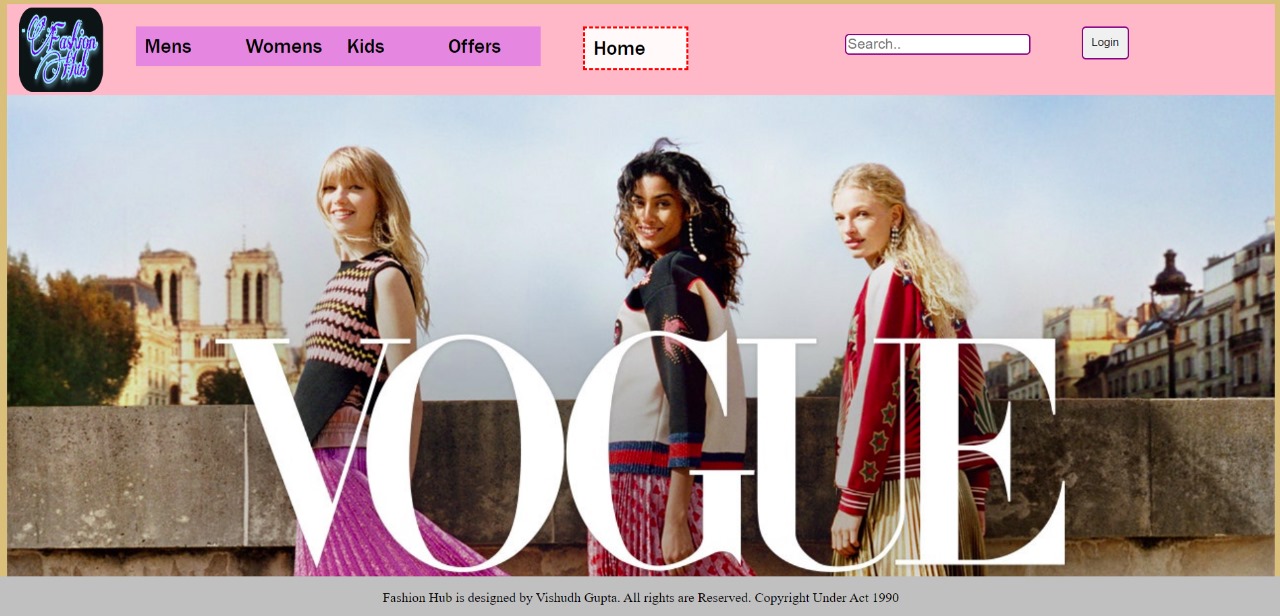 Fashion Hub
Mens Womens Kids Offers
Home
Search..
Login
VOGUE
Fashion Hub is designed by Vishudh Gupta. All rights are Reserved. Copyright Under Act 1990